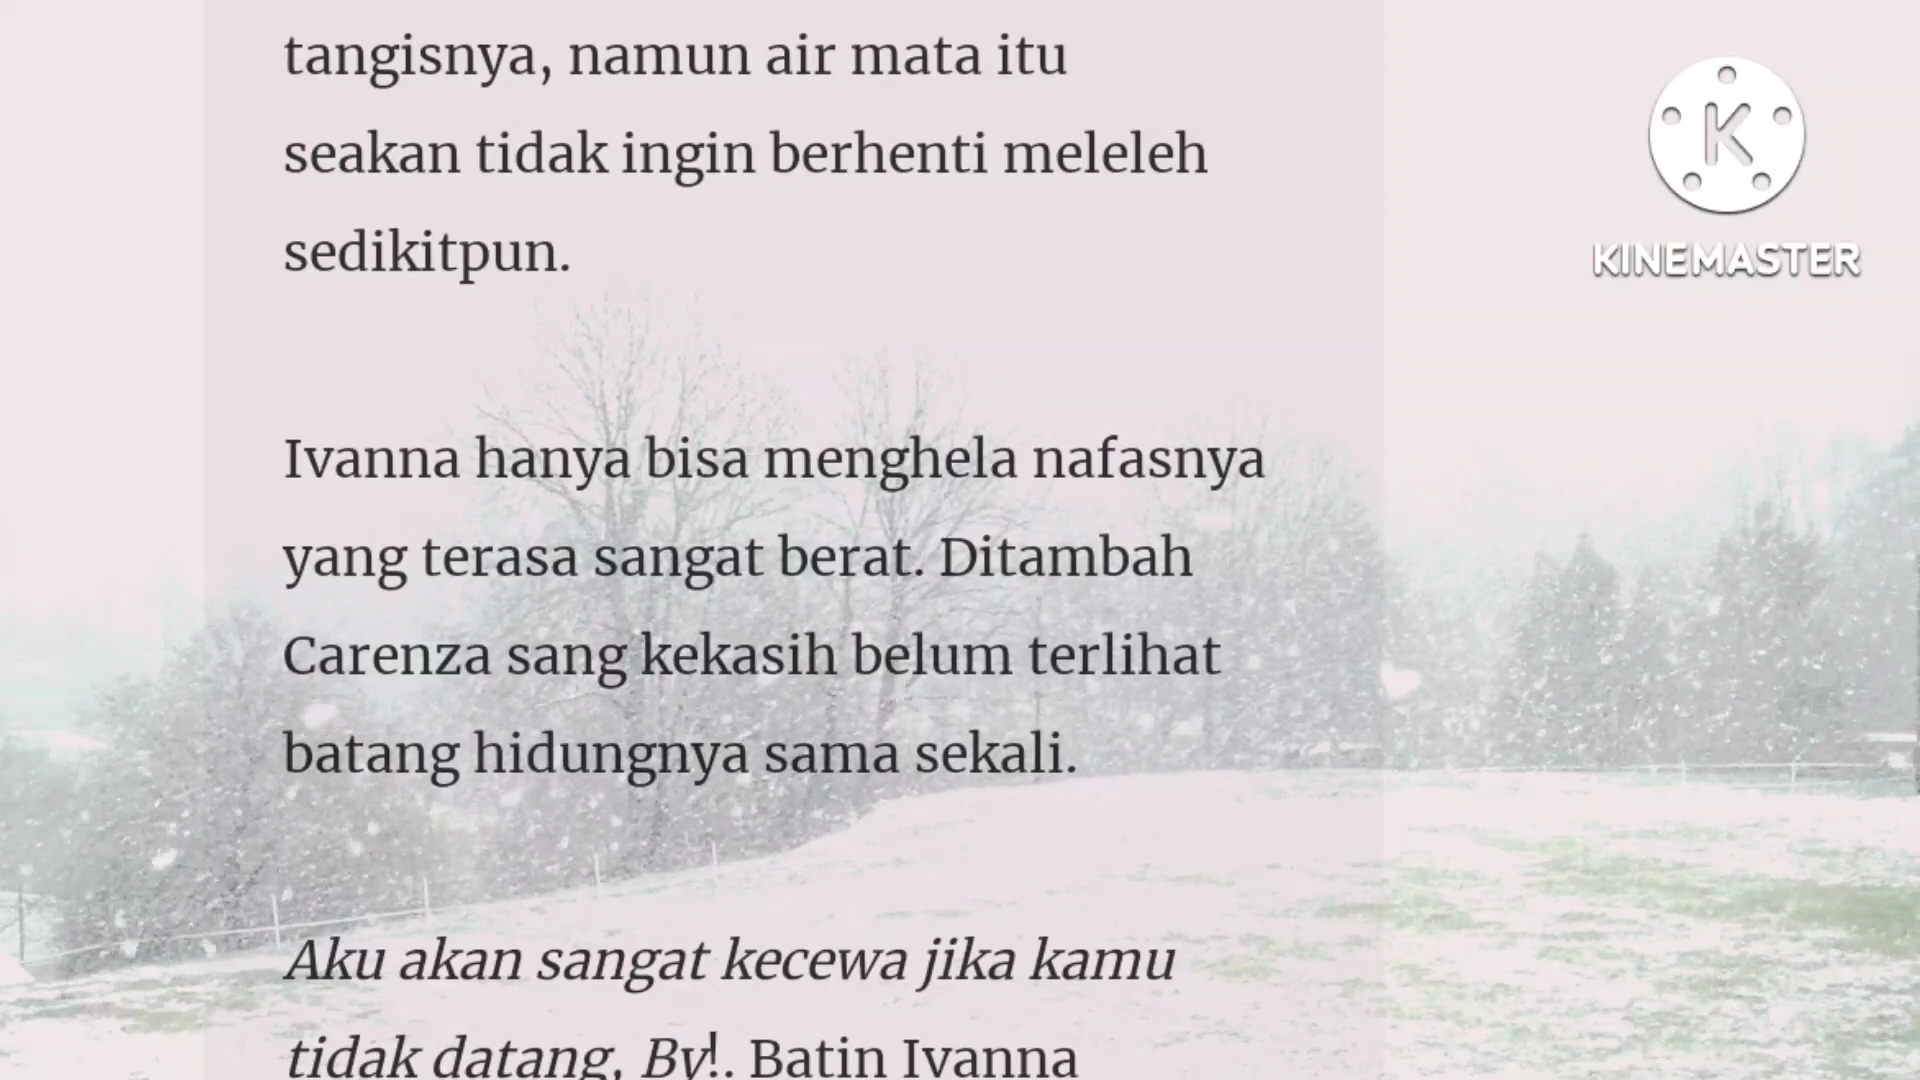 tangisnya, namun air mata itu
seakan tidak ingin berhenti meleleh
sedikitpun.
Ivanna hanya bisa menghela nafasnya
yang terasa sangat berat. Ditambah
Carenza sang kekasih belum terlihat
batang hidungnya sama sekali.
Aku akan sangat kecewa jika kamu
tidak datang, By!. Batin Ivanna
K
KINEMASTER